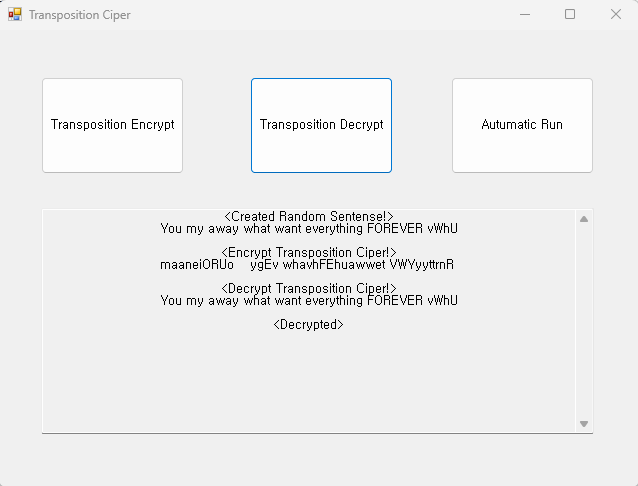 Transposition Ciper
Transposition Encrypt
Transposition Decrypt
Autumatic Run
<Created Random Sentense!>
You my away what want everything FOREVER vWhU
<Encrypt Transposition Ciper!>
maaneiORUo    ygEv whavhFEhuawwet VWYyyttrnR
<Decrypt Transposition Ciper!>
You my away what want everything FOREVER vWhU
<Decrypted>